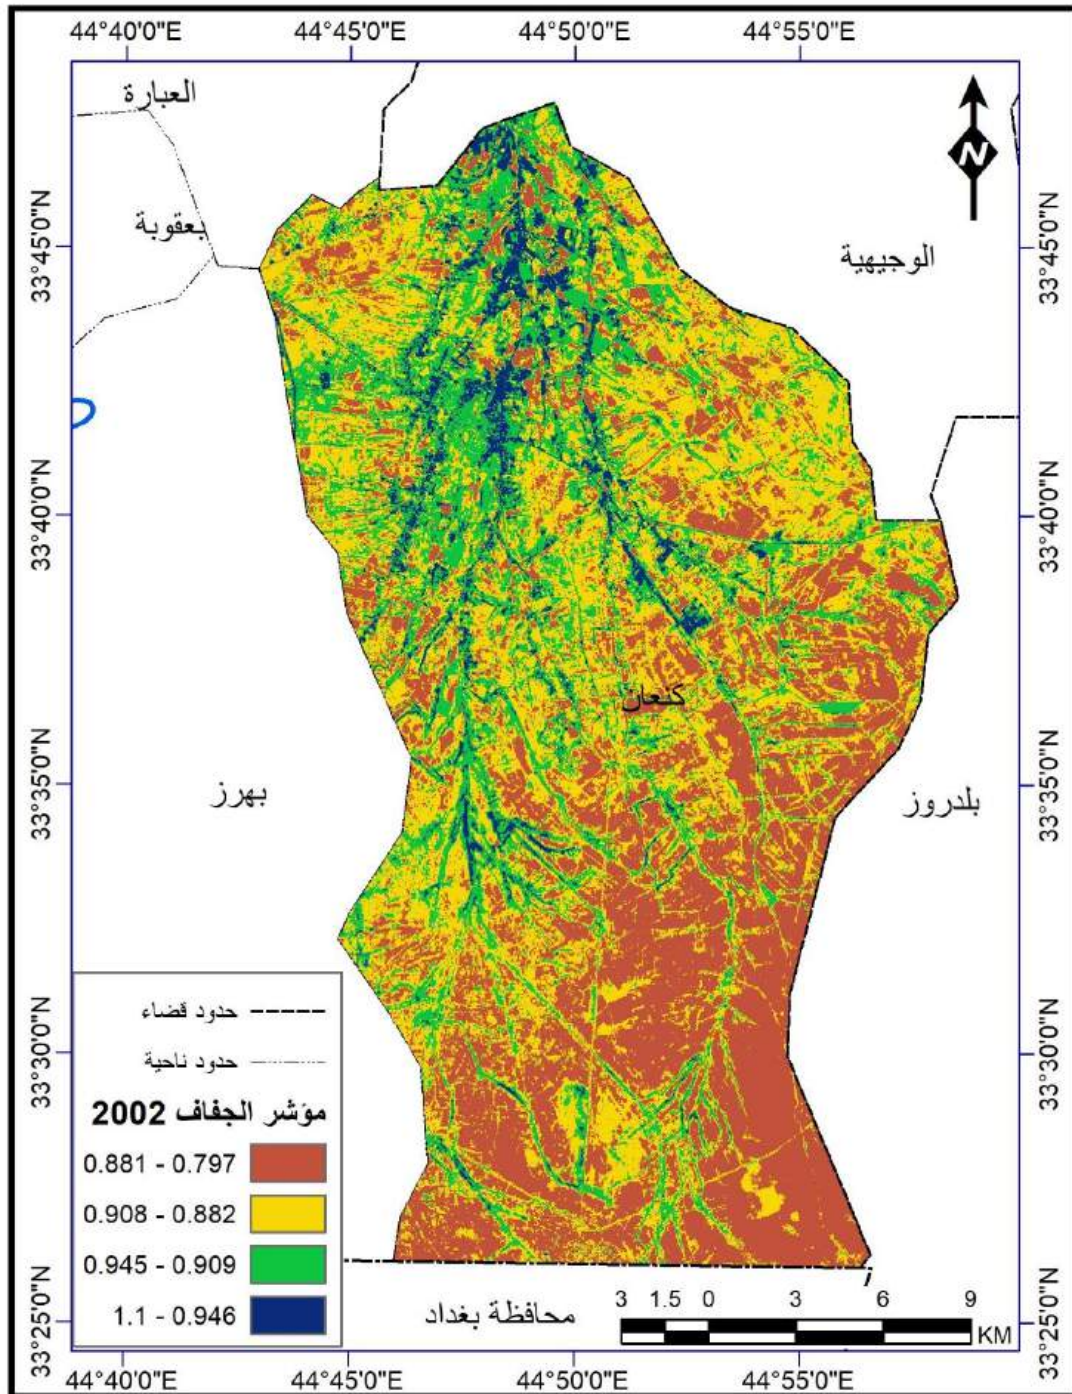 44°40'0"E 44°45'0"E 44°50'0"E 44°55'0"E
العبارة
بعقوبة
الوجيهية
33°45'0"N 33°45'0"N
33°40'0"N 33°40'0"N
كنعان
33°35'0"N 33°35'0"N
بهرز
بلدروز
33°30'0"N 33°30'0"N
33°25'0"N 33°25'0"N
N
حدود قضاء
حدود ناحية
مؤشر الجفاف 2002
0.881 - 0.797
0.908 - 0.882
0.945 - 0.909
1.1 - 0.946
محافظة بغداد
3 1.5 0 3 6 9
KM
44°40'0"E 44°45'0"E 44°50'0"E 44°55'0"E